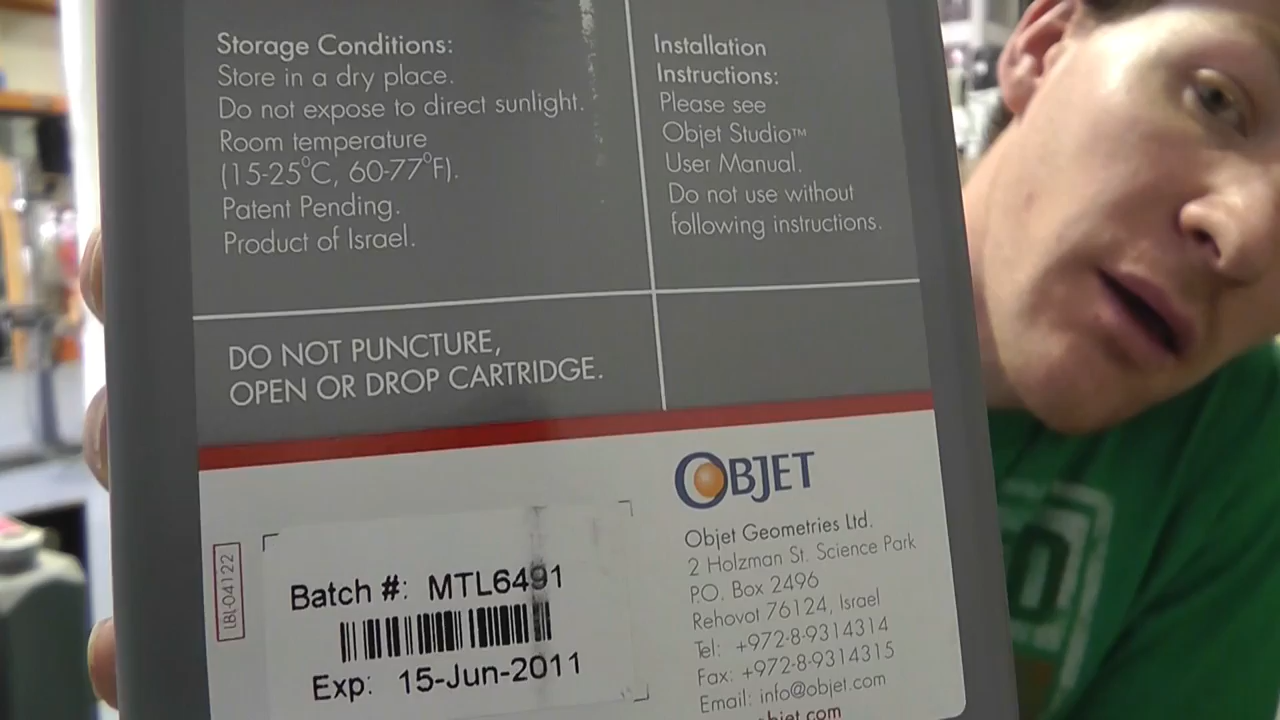 Storage Conditions:
Store in a dry place.
Do not expose to direct sunlight.
Room temperature
(15-25°C, 60-77°F).
Patent Pending.
Product of Israel.
Installation
Instructions:
Please see
Objet Studio™
User Manual.
Do not use without
following instructions.
DO NOT PUNCTURE,
OPEN OR DROP CARTRIDGE.
LBL-04122
Batch #: MTL6491
Exp: 15-Jun-2011
OBJET
Objet Geometries Ltd.
2 Holzman St. Science Park
P.O. Box 2496
Rehovot 76124, Israel
Tel: +972-8-9314314
Fax: +972-8-9314315
Email: info@objet.com
objet.com